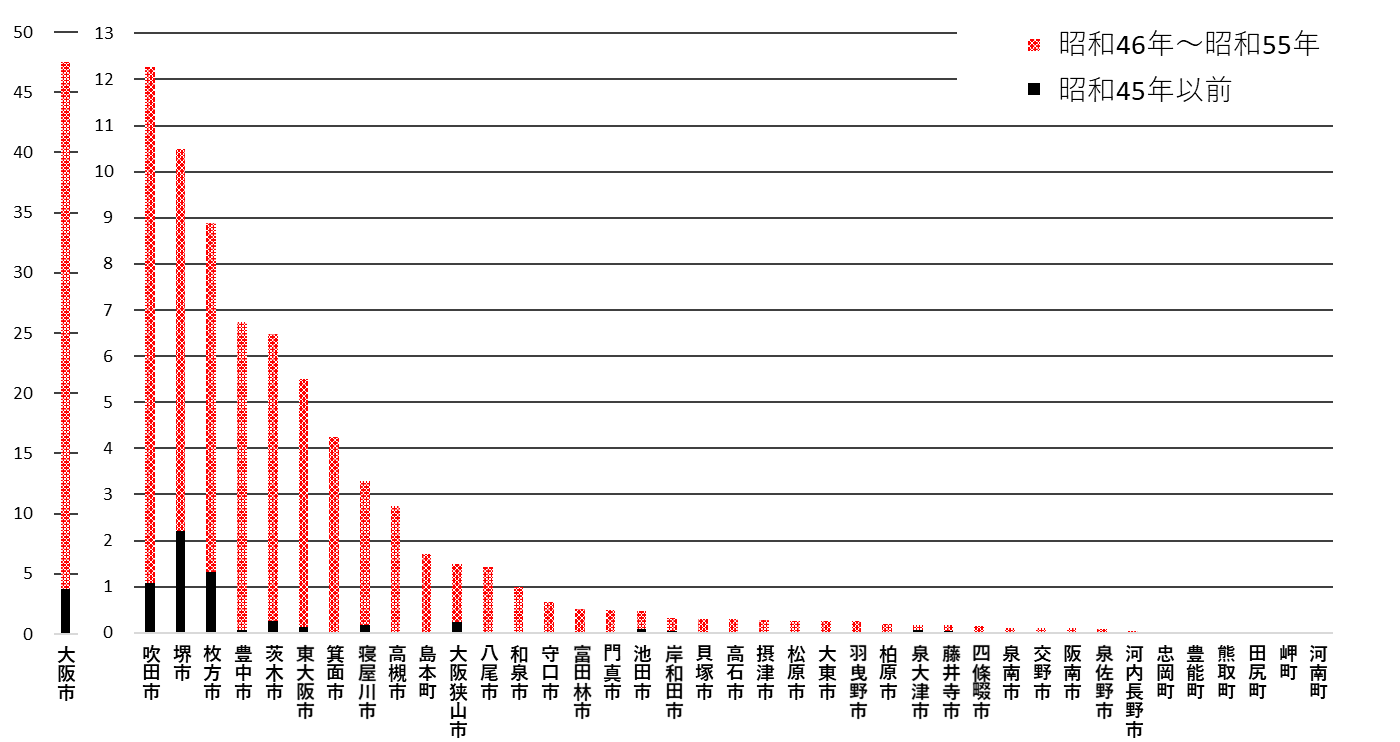 昭和46年～昭和55年
昭和45年以前
50
45
40
35
30
25
20
15
10
5
0
13
12
11
10
9
8
7
6
5
4
3
2
1
0
大阪市
吹田市
堺市
枚方市
豊中市
茨木市
東大阪市
箕面市
寝屋川市
高槻市
島本町
大阪狭山市
八尾市
和泉市
守口市
富田林市
門真市
池田市
岸和田市
貝塚市
高石市
摂津市
松原市
大東市
羽曳野市
柏原市
泉大津市
藤井寺市
四條畷市
泉南市
交野市
阪南市
泉佐野市
河内長野市
忠岡町
豊能町
熊取町
田尻町
岬町
河南町